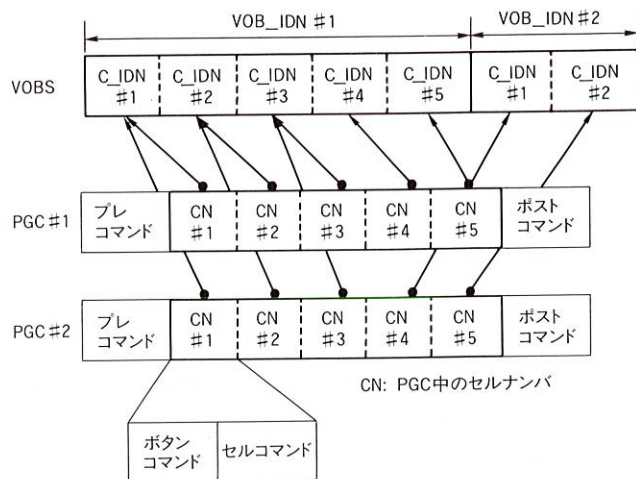 VOB_IDN #1
VOB_IDN #2
VOBS
C_IDN #1
C_IDN #2
C_IDN #3
C_IDN #4
C_IDN #5
C_IDN #1
C_IDN #2
PGC #1
プレ
コマンド
CN #1
CN #2
CN #3
CN #4
CN #5
ポスト
コマンド
PGC #2
プレ
コマンド
CN #1
CN #2
CN #3
CN #4
CN #5
ポスト
コマンド
CN: PGC中のセルナンバ
ボタン
コマンド
セルコマンド